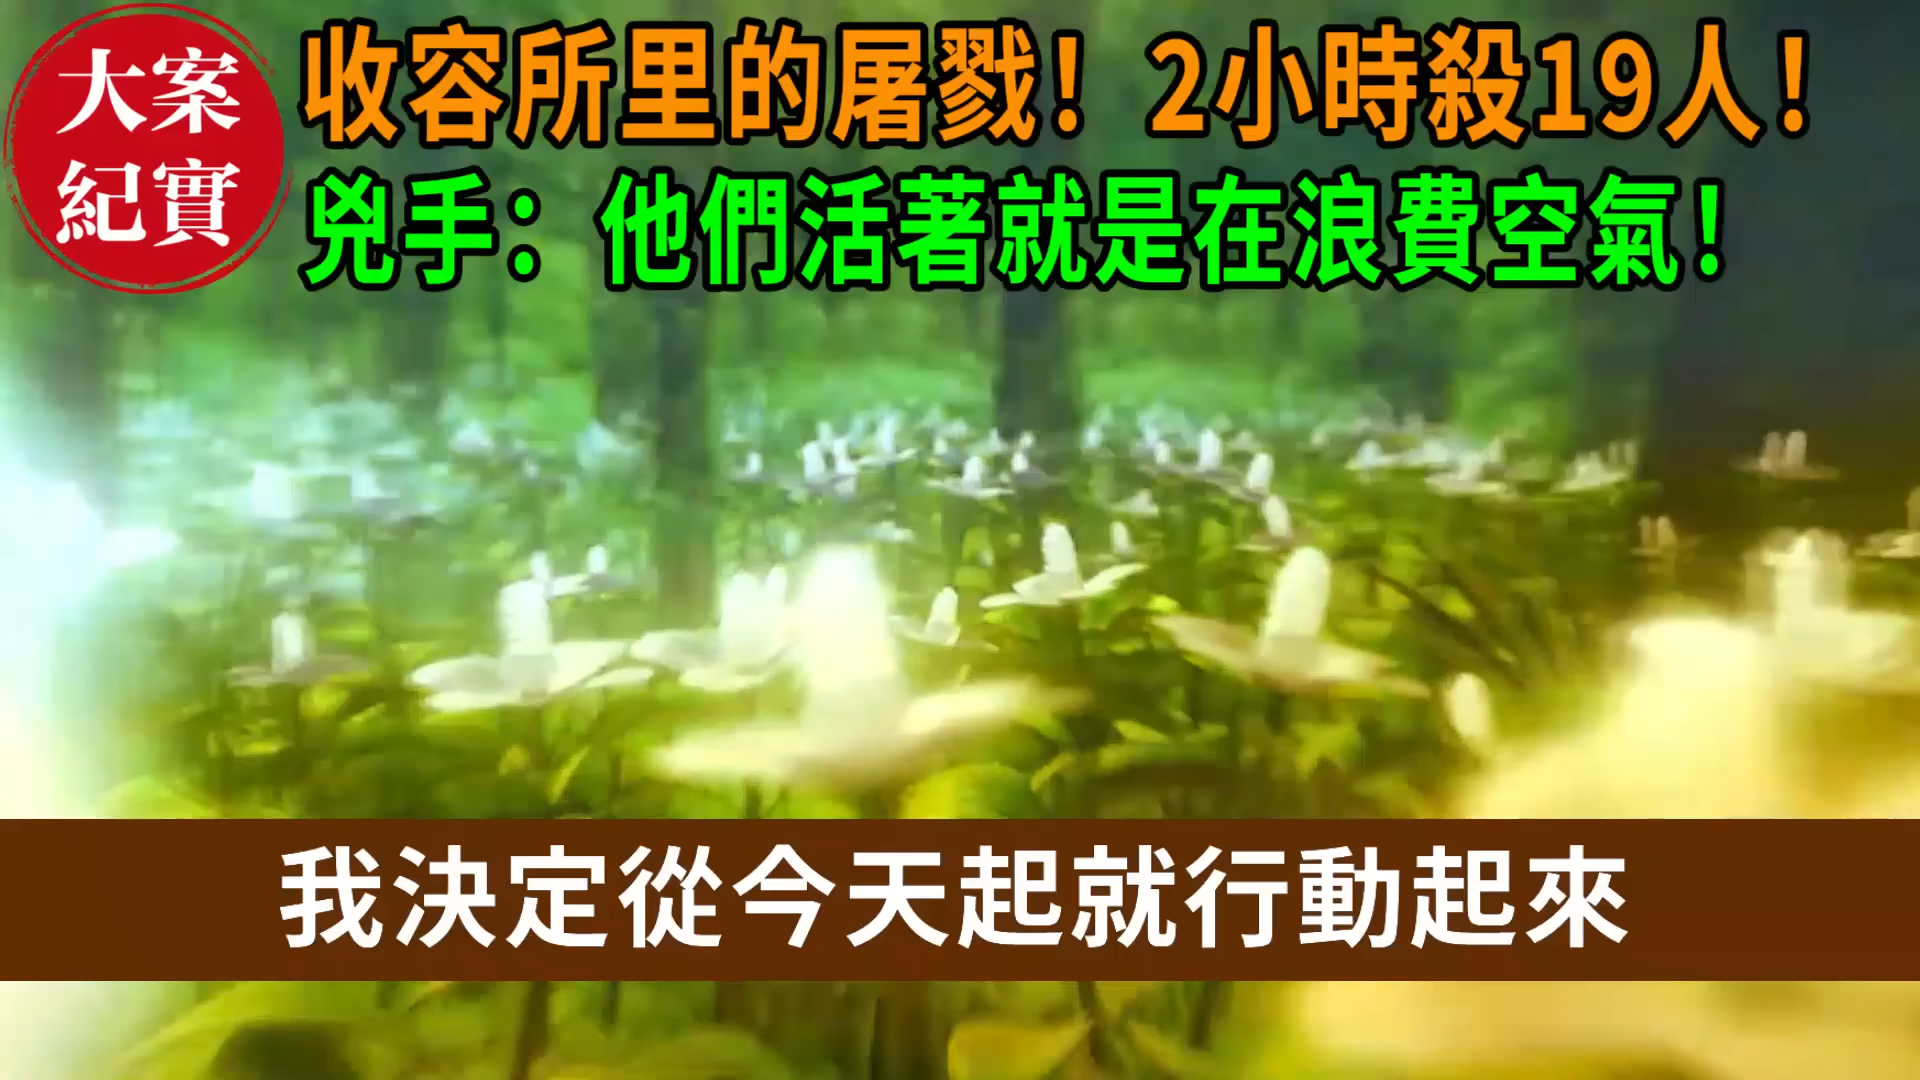 大案
紀實
收容所里的屠戮！2小時殺19人！
兇手：他們活著就是在浪費空氣！
我決定從今天起就行動起來